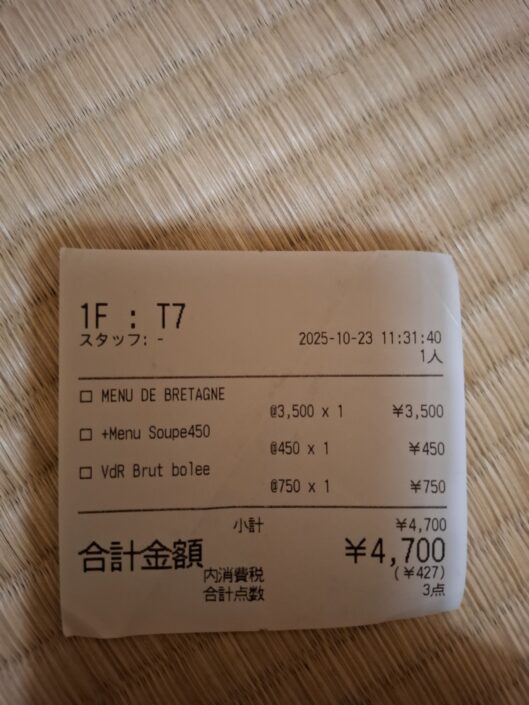 1F : T7
スタッフ: -
2025-10-23 11:31:40
1人
□ MENU DE BRETAGNE
@3,500 x 1 ¥3,500
□ +Menu Soupe450
@450 x 1 ¥450
□ VdR Brut bolee
@750 x 1 ¥750
小計 ¥4,700
合計金額 ¥4,700
内消費税 (¥427)
合計点数 3点